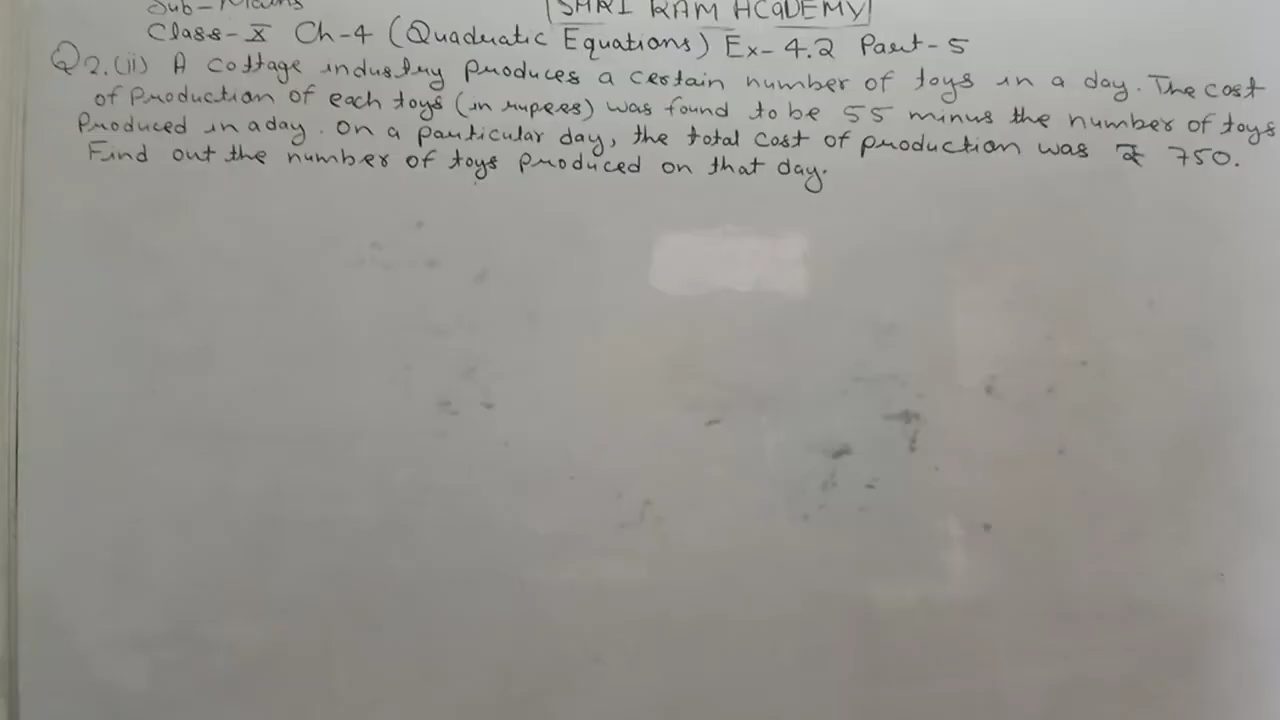 Sub-Maths
SHRI RAM ACADEMY
Class-X Ch-4 (Quadratic Equations) Ex-4.2 Part-5
Q2.(ii) A cottage industry produces a certain number of toys in a day. The cost
of Production of each toys (in rupees) was found to be 55 minus the number of toys
Produced in a day. On a particular day, the total cost of production was ₹ 750.
Find out the number of toys produced on that day.